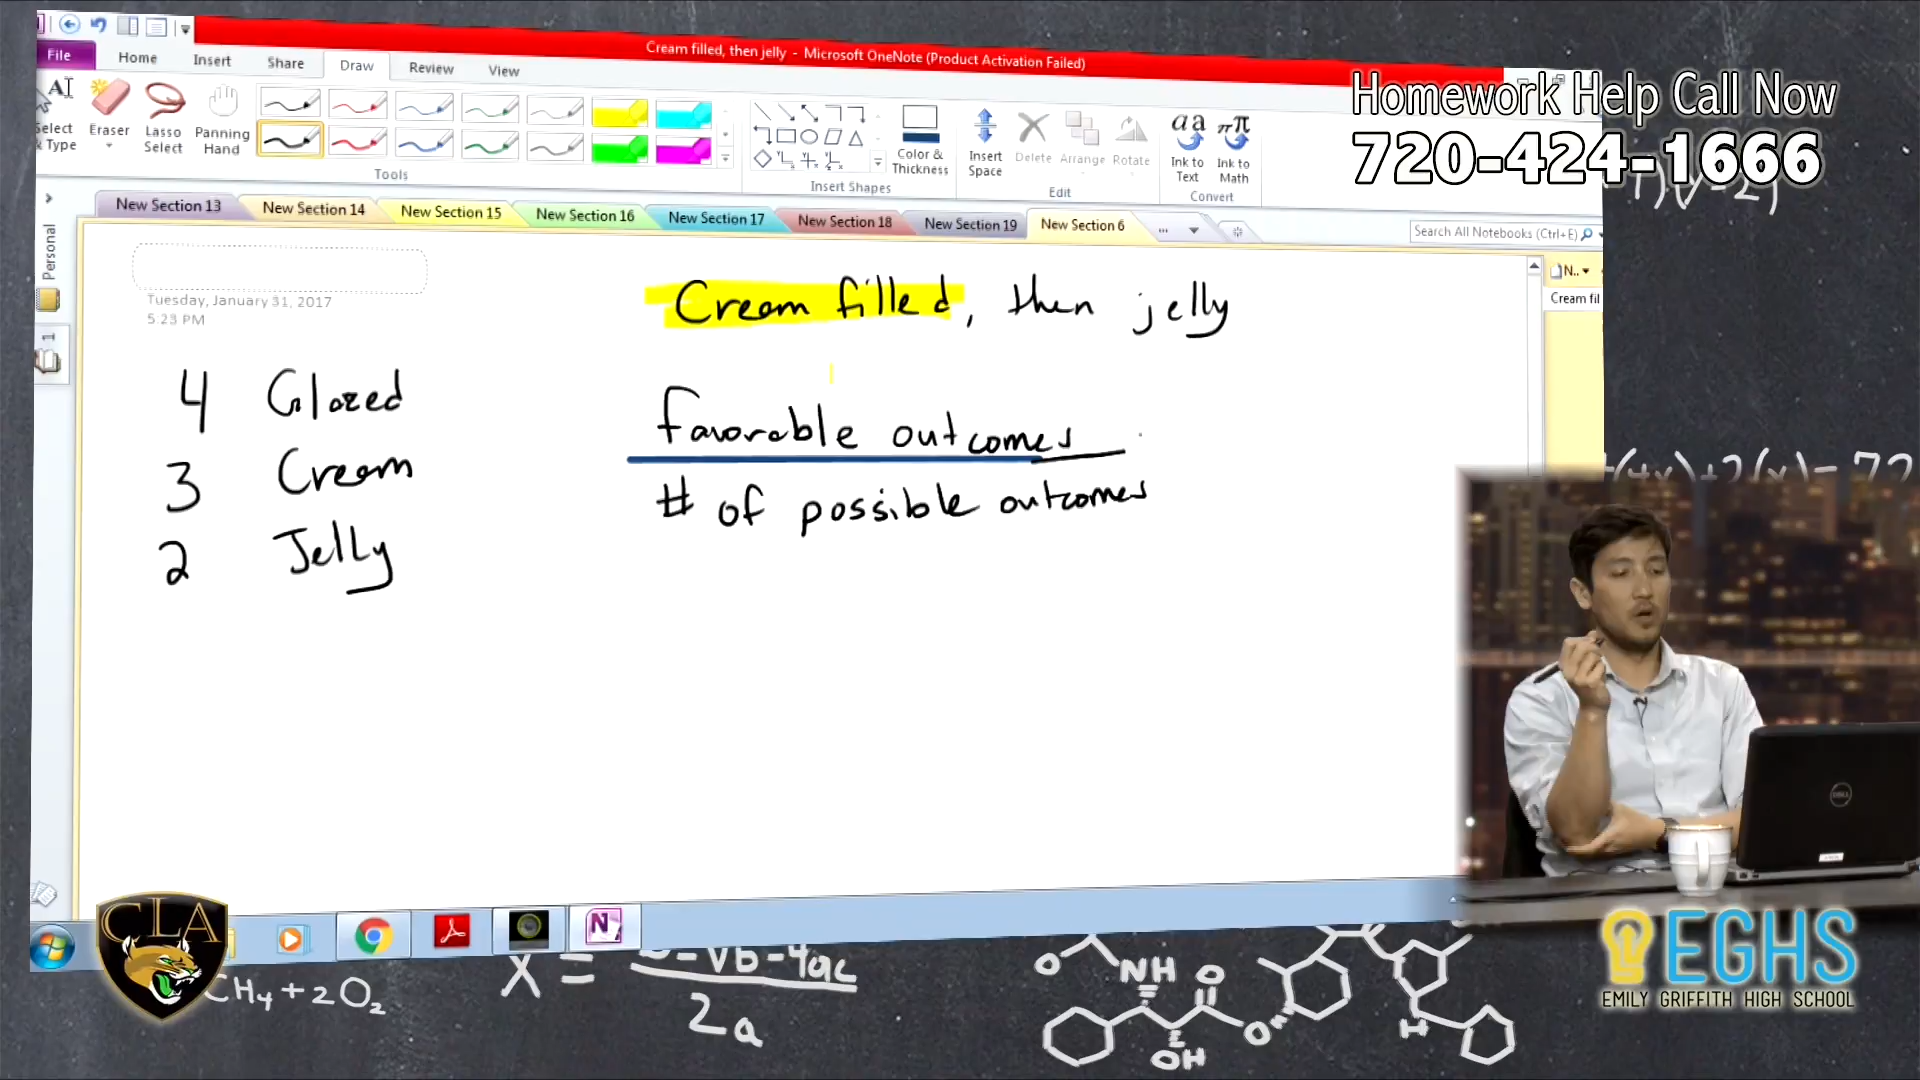 Cream filled, then jelly - Microsoft OneNote (Product Activation Failed)
File Home Insert Share Draw Review View
Homework Help Call Now
720-424-1666
Select & Type
Eraser
Lasso Select
Panning Hand
Color & Thickness
Insert Space
Delete
Arrange
Rotate
Ink to Text
Ink to Math
Tools
Insert Shapes
Edit
Convert
New Section 13 New Section 14 New Section 15 New Section 16 New Section 17 New Section 18 New Section 19 New Section 6 ...
Search All Notebooks (Ctrl+E)
Personal
1
N..
Cream fil
Tuesday, January 31, 2017
5:23 PM
Cream filled, then jelly
4 Glazed
3 Cream
2 Jelly
favorable outcomes
# of possible outcomes
DELL
CLA
CH4 + 2O2
X =
2a
O NH O
O
OH
H
EGHS
EMILY GRIFFITH HIGH SCHOOL